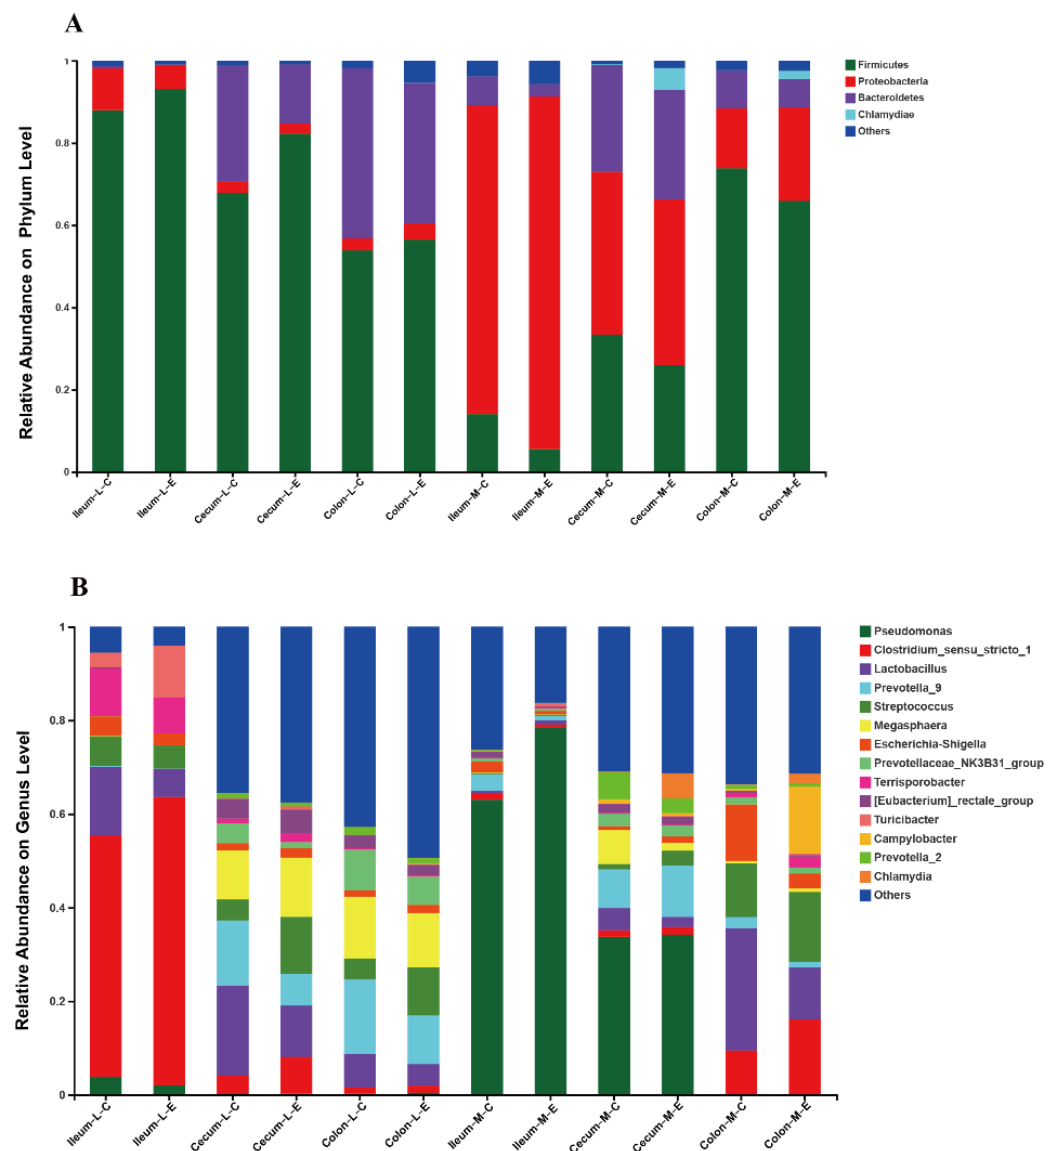 A
Relative Abundance on Phylum Level
1
0.8
0.6
0.4
0.2
0
Ileum-L-C
Ileum-L-E
Cecum-L-C
Cecum-L-E
Colon-L-C
Colon-L-E
Ileum-M-C
Ileum-M-E
Cecum-M-C
Cecum-M-E
Colon-M-C
Colon-M-E
Firmicutes
Proteobacteria
Bacteroidetes
Chlamydiae
Others
B
Relative Abundance on Genus Level
1
0.8
0.6
0.4
0.2
0
Ileum-L-C
Ileum-L-E
Cecum-L-C
Cecum-L-E
Colon-L-C
Colon-L-E
Ileum-M-C
Ileum-M-E
Cecum-M-C
Cecum-M-E
Colon-M-C
Colon-M-E
Pseudomonas
Clostridium_sensu_stricto_1
Lactobacillus
Prevotella_9
Streptococcus
Megasphaera
Escherichia-Shigella
Prevotellaceae_NK3B31_group
Terrisporobacter
[Eubacterium]_rectale_group
Turicibacter
Campylobacter
Prevotella_2
Chlamydia
Others